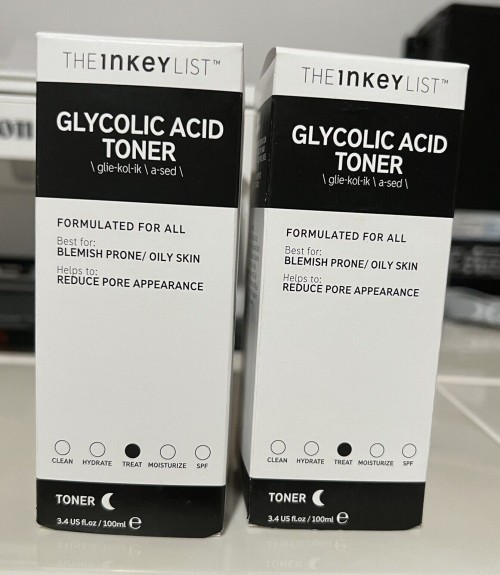 THE INKEY LIST™
GLYCOLIC ACID
TONER
\ glie-kol-ik \ a-sed \
FORMULATED FOR ALL
Best for:
BLEMISH PRONE/ OILY SKIN
Helps to:
REDUCE PORE APPEARANCE
CLEAN HYDRATE TREAT MOISTURIZE SPF
TONER
3.4 US fl.oz / 100ml ℮
THE INKEY LIST™
GLYCOLIC ACID
TONER
\ glie-kol-ik \ a-sed \
FORMULATED FOR ALL
Best for:
BLEMISH PRONE/ OILY SKIN
Helps to:
REDUCE PORE APPEARANCE
CLEAN HYDRATE TREAT MOISTURIZE SPF
TONER
3.4 US fl.oz / 100ml ℮